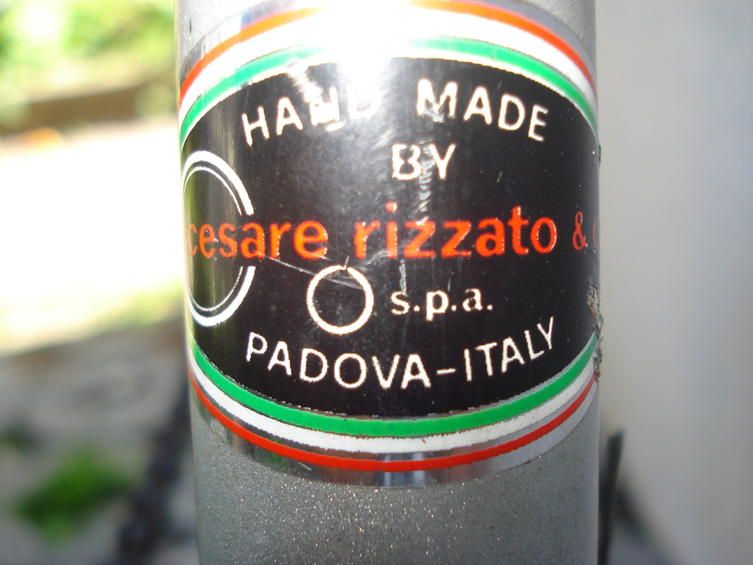 HAND MADE
BY
cesare rizzato &
s.p.a.
PADOVA-ITALY